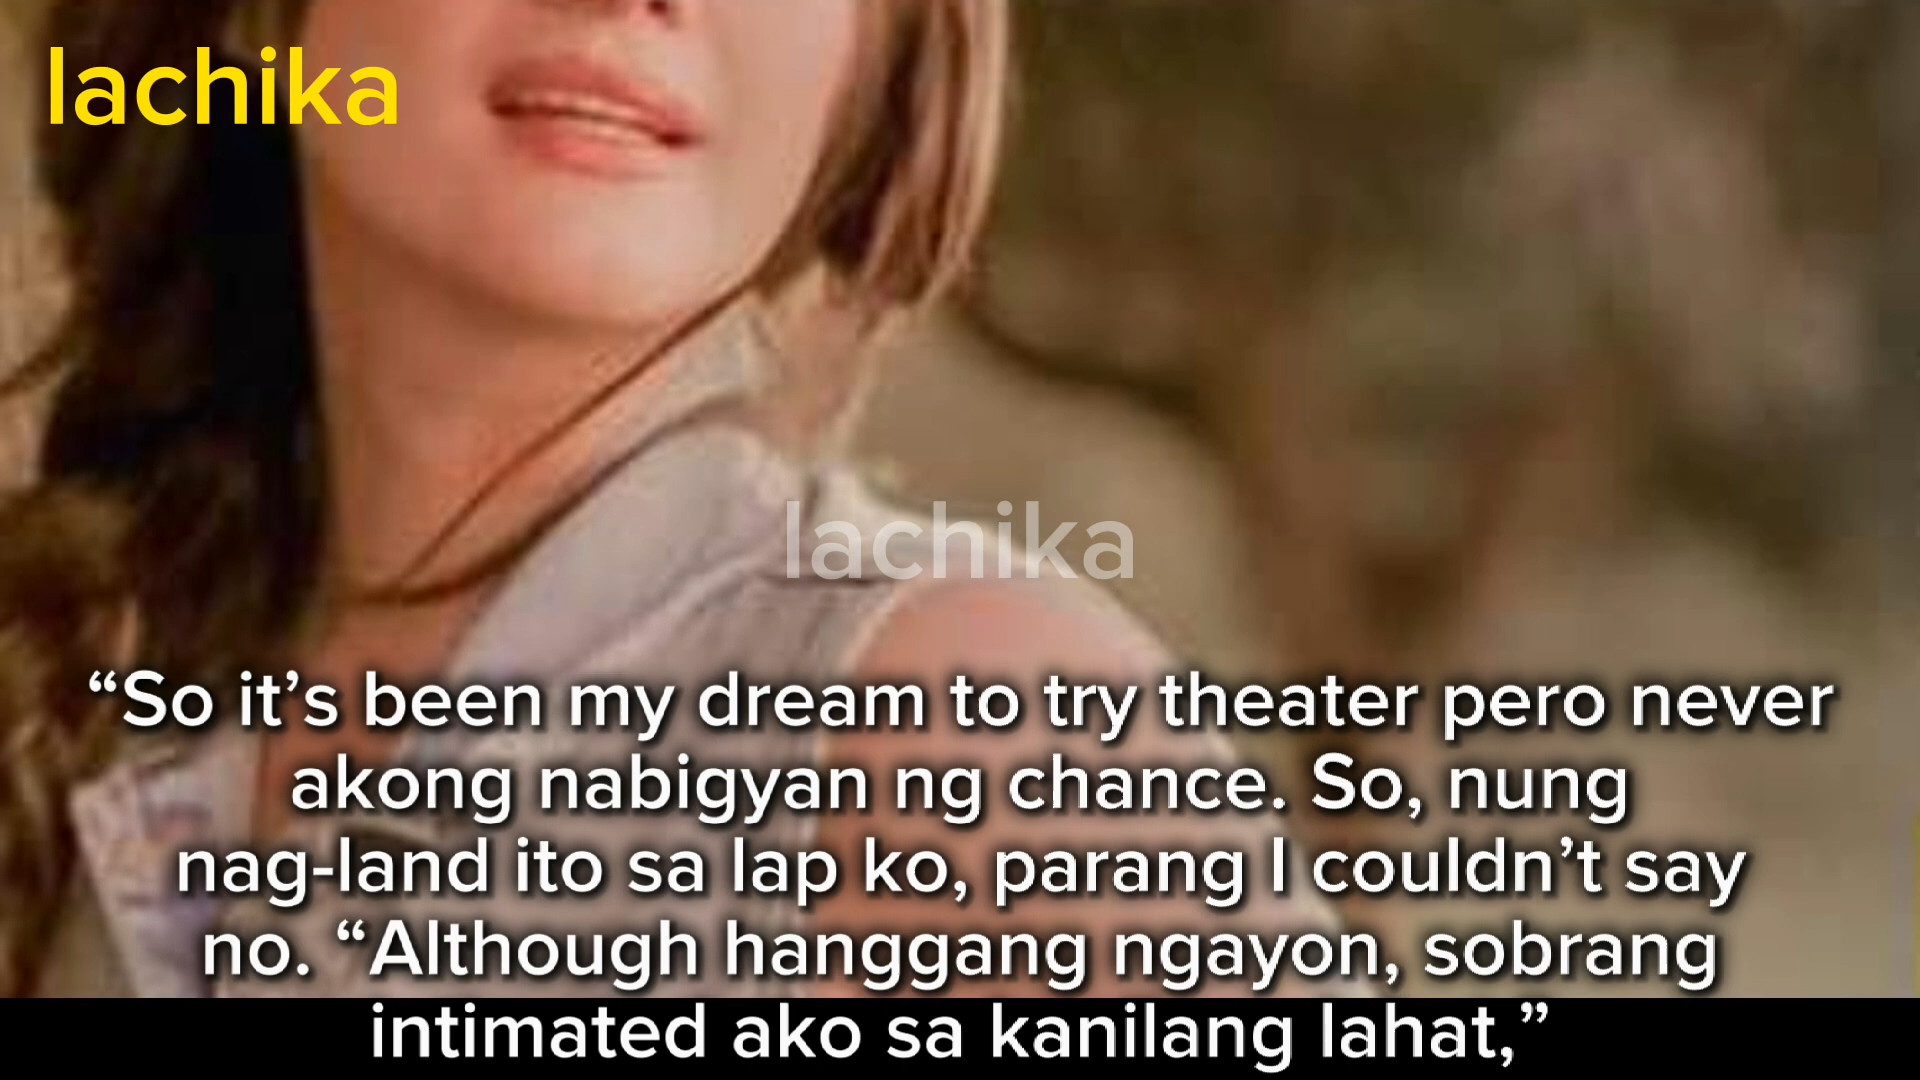 lachika
lachika
“So it’s been my dream to try theater pero never
akong nabigyan ng chance. So, nung
nag-land ito sa lap ko, parang I couldn’t say
no. “Although hanggang ngayon, sobrang
intimated ako sa kanilang lahat,”